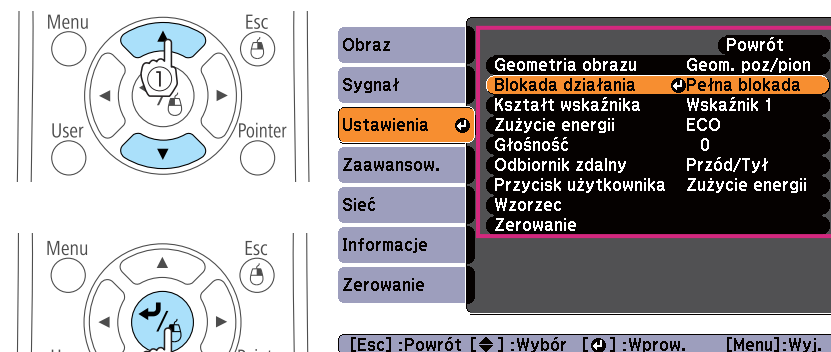 Menu
Esc
1
User
Pointer
Menu
Esc
Obraz
Sygnał
Ustawienia
Zaawansow.
Sieć
Informacje
Zerowanie
Powrót
Geometria obrazu Geom. poz/pion
Blokada działania Pełna blokada
Kształt wskaźnika Wskaźnik 1
Zużycie energii ECO
Głośność 0
Odbiornik zdalny Przód/Tył
Przycisk użytkownika Zużycie energii
Wzorzec
Zerowanie
[Esc] :Powrót [ ] :Wybór [ ] :Wprow. [Menu]:Wyj.